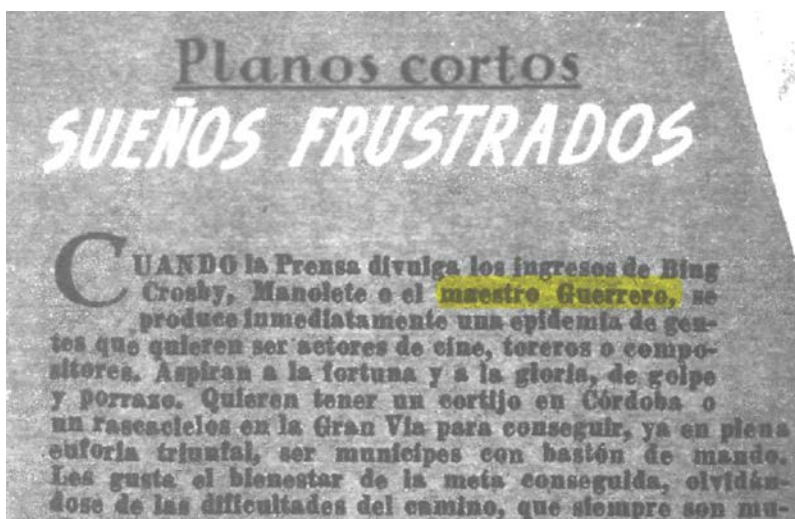 Planos cortos
SUEÑOS FRUSTRADOS
CUANDO la Prensa divulga los ingresos de Bing
Crosby, Manolete o el maestro Guerrero, se
produce inmediatamente una epidemia de gen-
tes que quieren ser actores de cine, toreros o compo-
sitores. Aspiran a la fortuna y a la gloria, de golpe
y porrazo. Quieren tener un cortijo en Córdoba o
un rascacielos en la Gran Vía para conseguir, ya en plena
euforia triunfal, ser munícipes con bastón de mando.
Les gusta el bienestar de la meta conseguida, olvidán-
dose de las dificultades del camino, que siempre son mu-